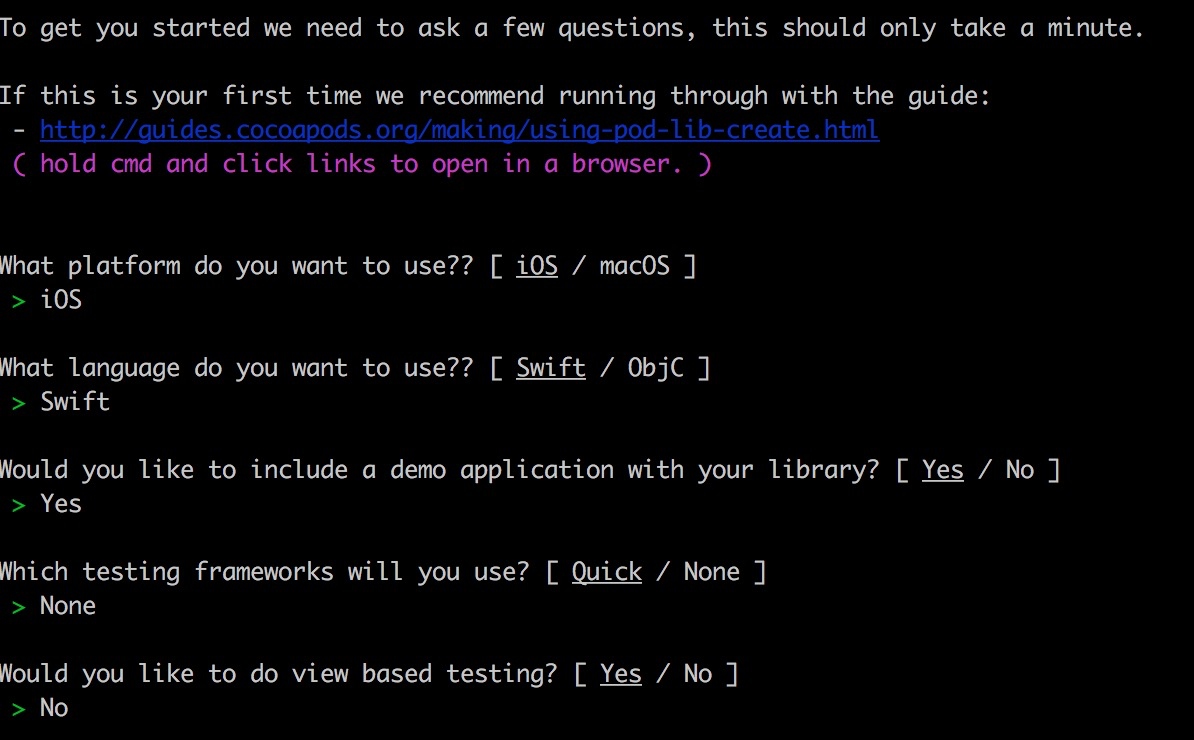 To get you started we need to ask a few questions, this should only take a minute.
If this is your first time we recommend running through with the guide:
- http://guides.cocoapods.org/making/using-pod-lib-create.html
( hold cmd and click links to open in a browser. )
What platform do you want to use?? [ iOS / macOS ]
> iOS
What language do you want to use?? [ Swift / ObjC ]
> Swift
Would you like to include a demo application with your library? [ Yes / No ]
> Yes
Which testing frameworks will you use? [ Quick / None ]
> None
Would you like to do view based testing? [ Yes / No ]
> No